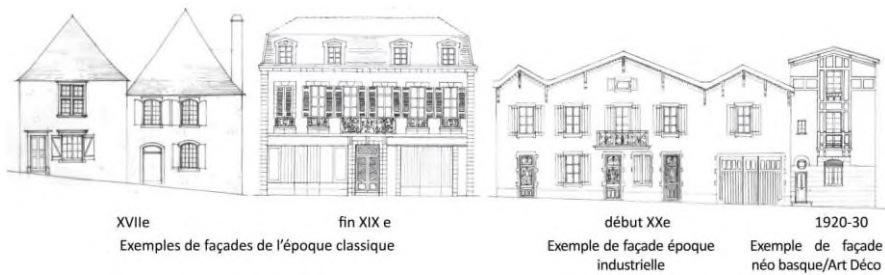 XVIIe
fin XIX e
début XXe
1920-30
Exemples de façades de l'époque classique
Exemple de façade époque
industrielle
Exemple de façade
néo basque/Art Déco